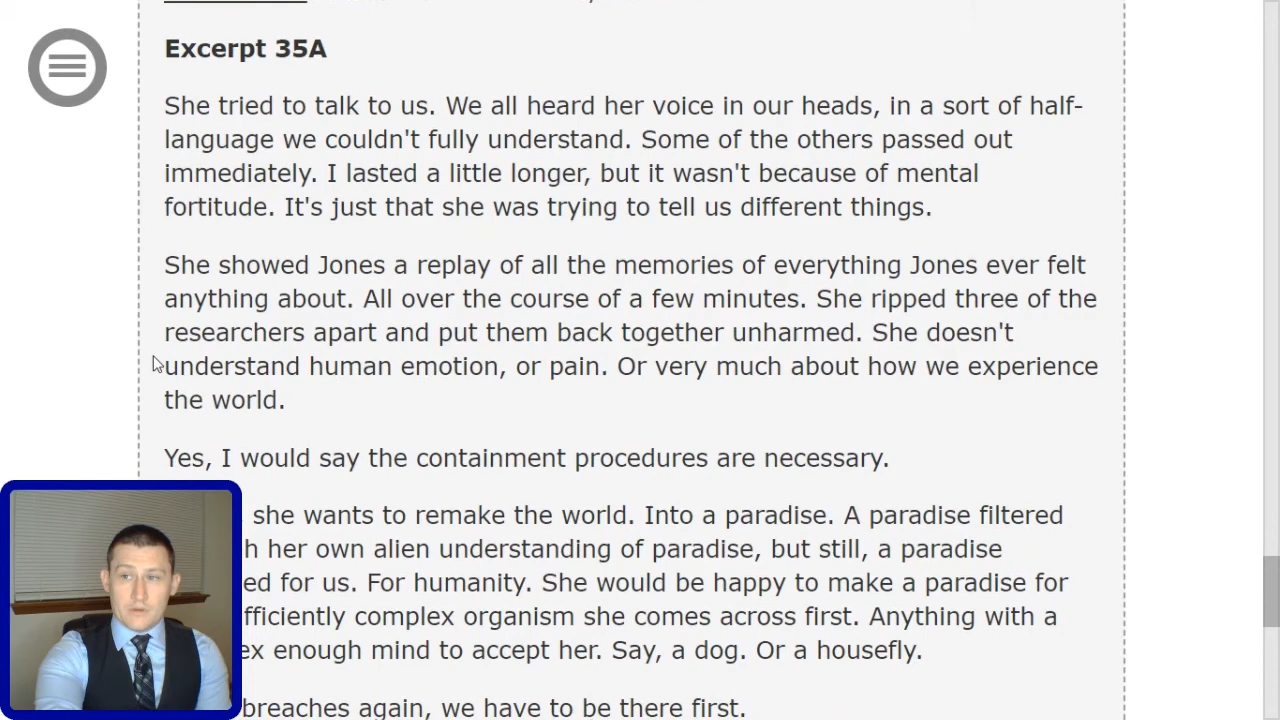 Excerpt 35A
She tried to talk to us. We all heard her voice in our heads, in a sort of half-
language we couldn't fully understand. Some of the others passed out
immediately. I lasted a little longer, but it wasn't because of mental
fortitude. It's just that she was trying to tell us different things.
She showed Jones a replay of all the memories of everything Jones ever felt
anything about. All over the course of a few minutes. She ripped three of the
researchers apart and put them back together unharmed. She doesn't
understand human emotion, or pain. Or very much about how we experience
the world.
Yes, I would say the containment procedures are necessary.
she wants to remake the world. Into a paradise. A paradise filtered
her own alien understanding of paradise, but still, a paradise
for us. For humanity. She would be happy to make a paradise for
complex organism she comes across first. Anything with a
enough mind to accept her. Say, a dog. Or a housefly.
breaches again, we have to be there first.